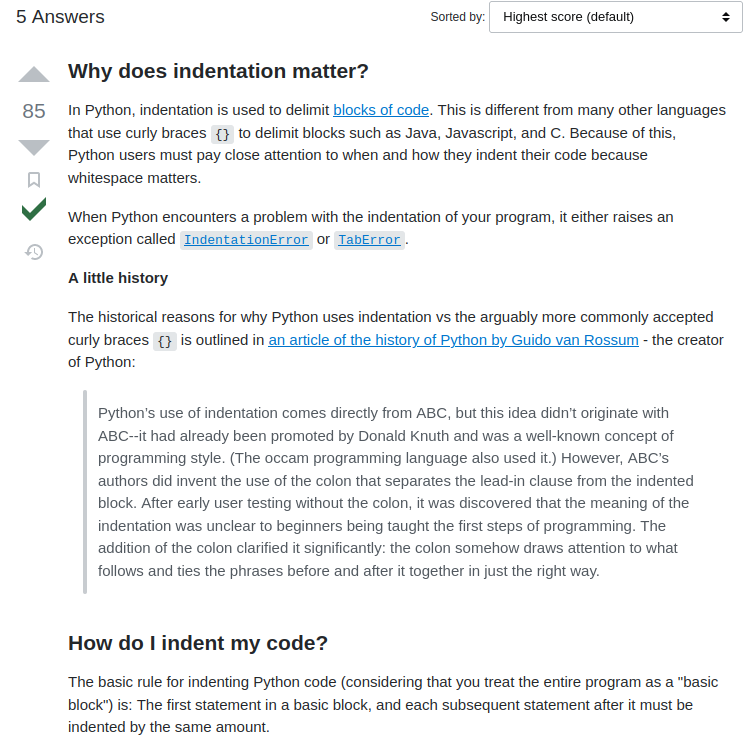 5 Answers
Sorted by: Highest score (default)
Why does indentation matter?
85
In Python, indentation is used to delimit blocks of code. This is different from many other languages
that use curly braces {} to delimit blocks such as Java, Javascript, and C. Because of this,
Python users must pay close attention to when and how they indent their code because
whitespace matters.
When Python encounters a problem with the indentation of your program, it either raises an
exception called IndentationError or TabError.
A little history
The historical reasons for why Python uses indentation vs the arguably more commonly accepted
curly braces {} is outlined in an article of the history of Python by Guido van Rossum - the creator
of Python:
Python’s use of indentation comes directly from ABC, but this idea didn’t originate with
ABC--it had already been promoted by Donald Knuth and was a well-known concept of
programming style. (The occam programming language also used it.) However, ABC’s
authors did invent the use of the colon that separates the lead-in clause from the indented
block. After early user testing without the colon, it was discovered that the meaning of the
indentation was unclear to beginners being taught the first steps of programming. The
addition of the colon clarified it significantly: the colon somehow draws attention to what
follows and ties the phrases before and after it together in just the right way.
How do I indent my code?
The basic rule for indenting Python code (considering that you treat the entire program as a "basic
block") is: The first statement in a basic block, and each subsequent statement after it must be
indented by the same amount.